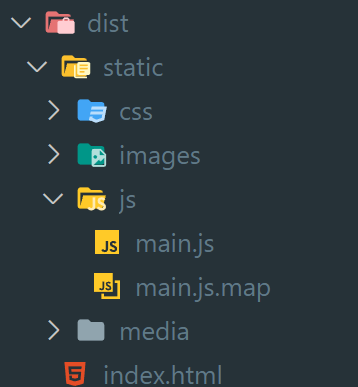 dist
static
css
images
js
main.js
main.js.map
media
index.html